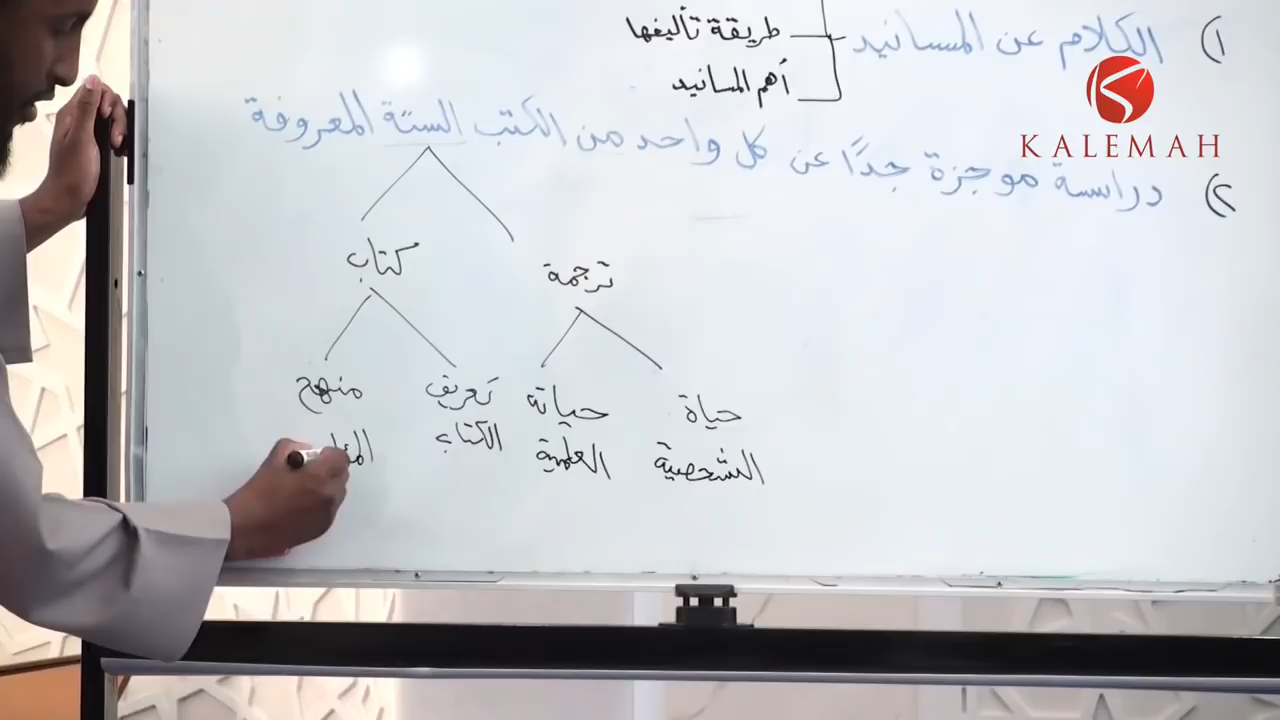 ١) الكلام عن المسانيد
طريقة تأليفها
أهم المسانيد
KALEMAH
٢) دراسة موجزة جدًا عن كل واحد من الكتب الستة المعروفة
ترجمة
كتاب
حياة الشخصية
حياته العلمية
تعريف الكتاب
منهج